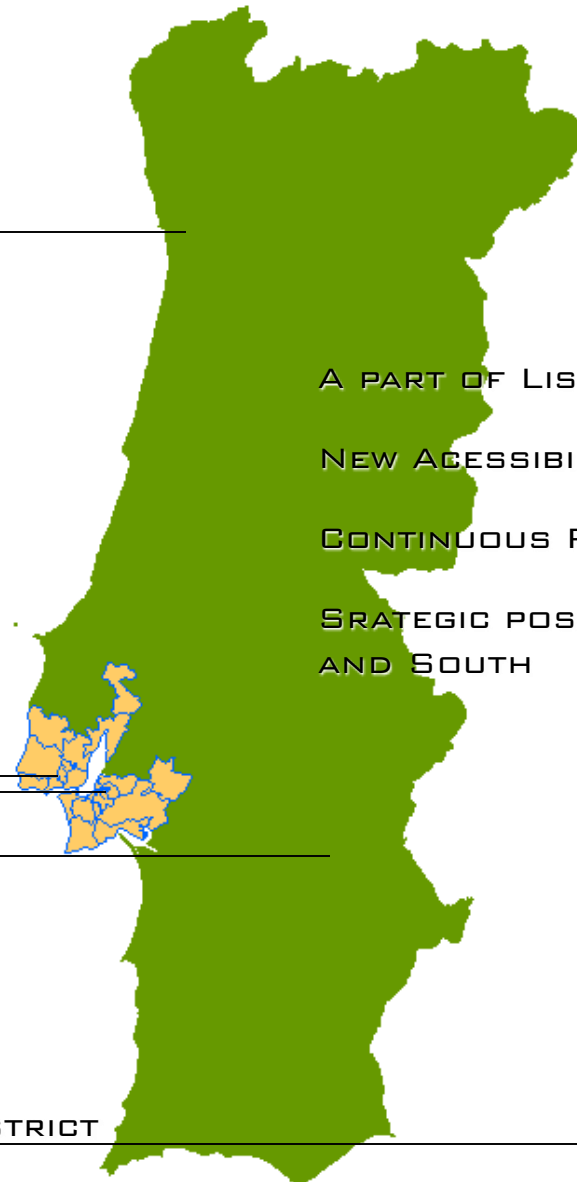 A part of Lis
New Acessibi
Continuous
Srategic pos
and South
strict